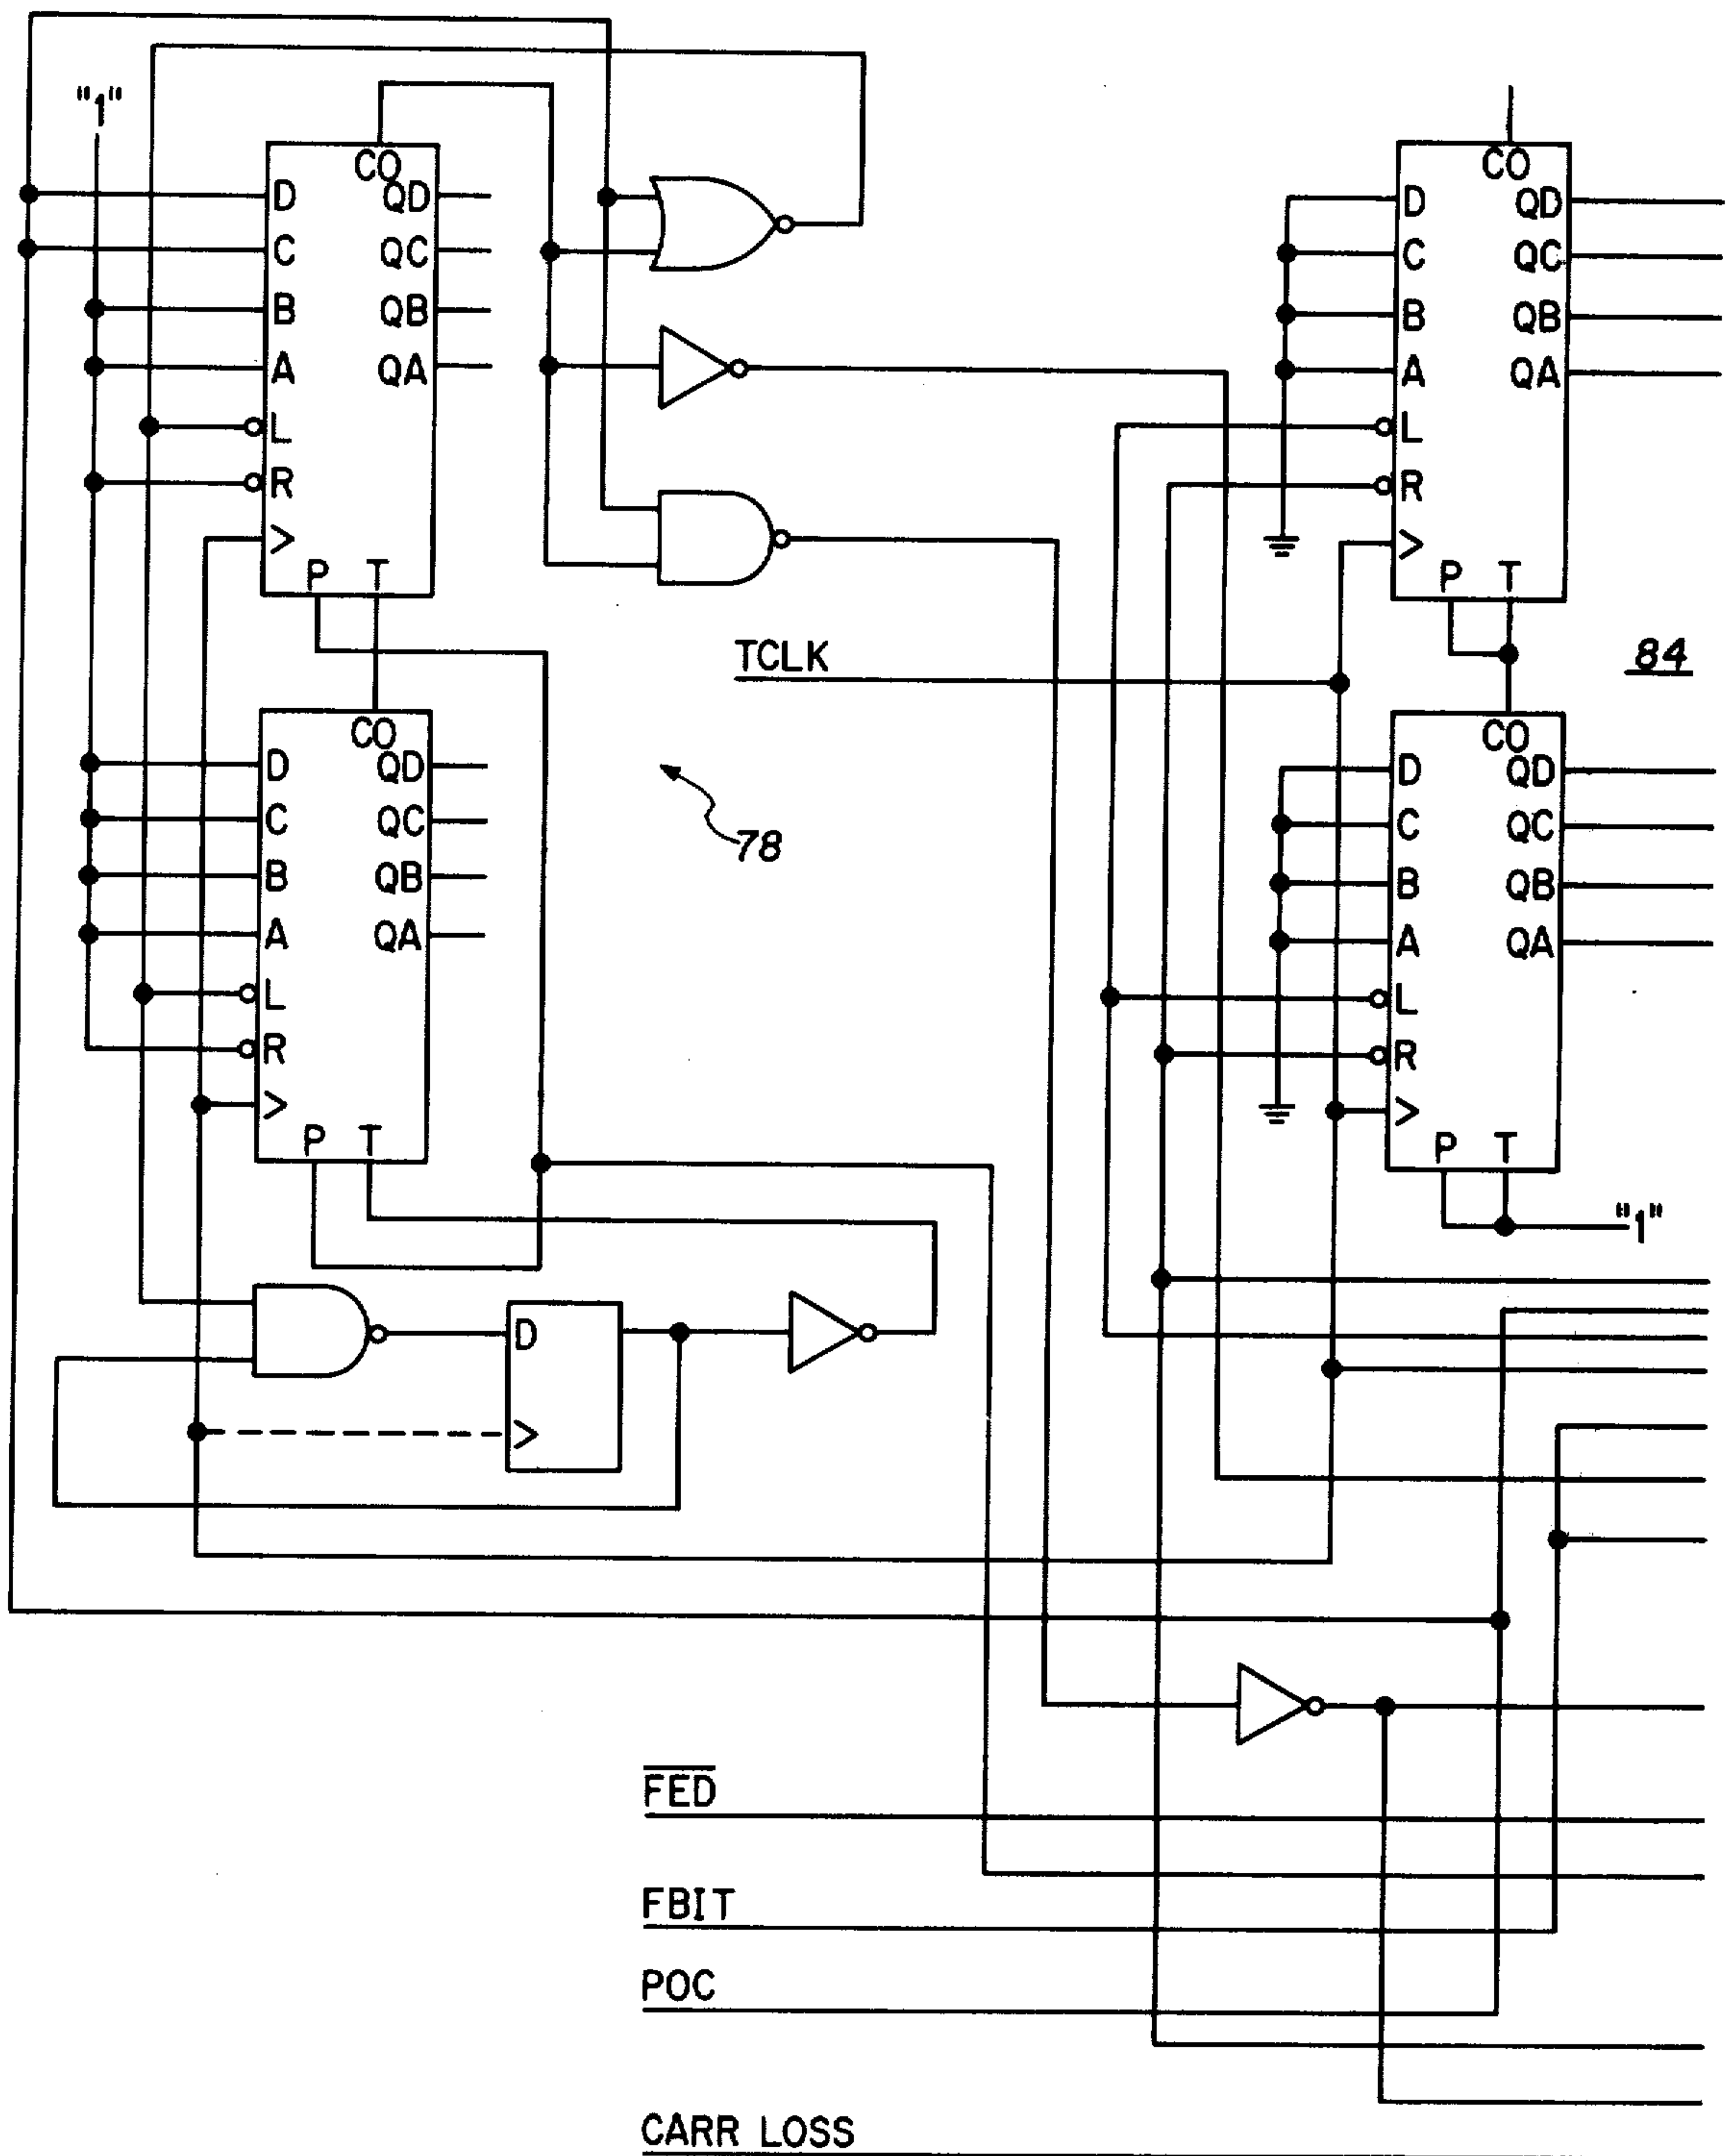 "1"
CO
D QD
C QC
B QB
A QA
L
R
>
P T
CO
D QD
C QC
B QB
A QA
L
R
>
P T
D
>
78
TCLK
CO
D QD
C QC
B QB
A QA
L
R
>
P T
84
CO
D QD
C QC
B QB
A QA
L
R
>
P T
"1"
FED
FBIT
POC
CARR LOSS